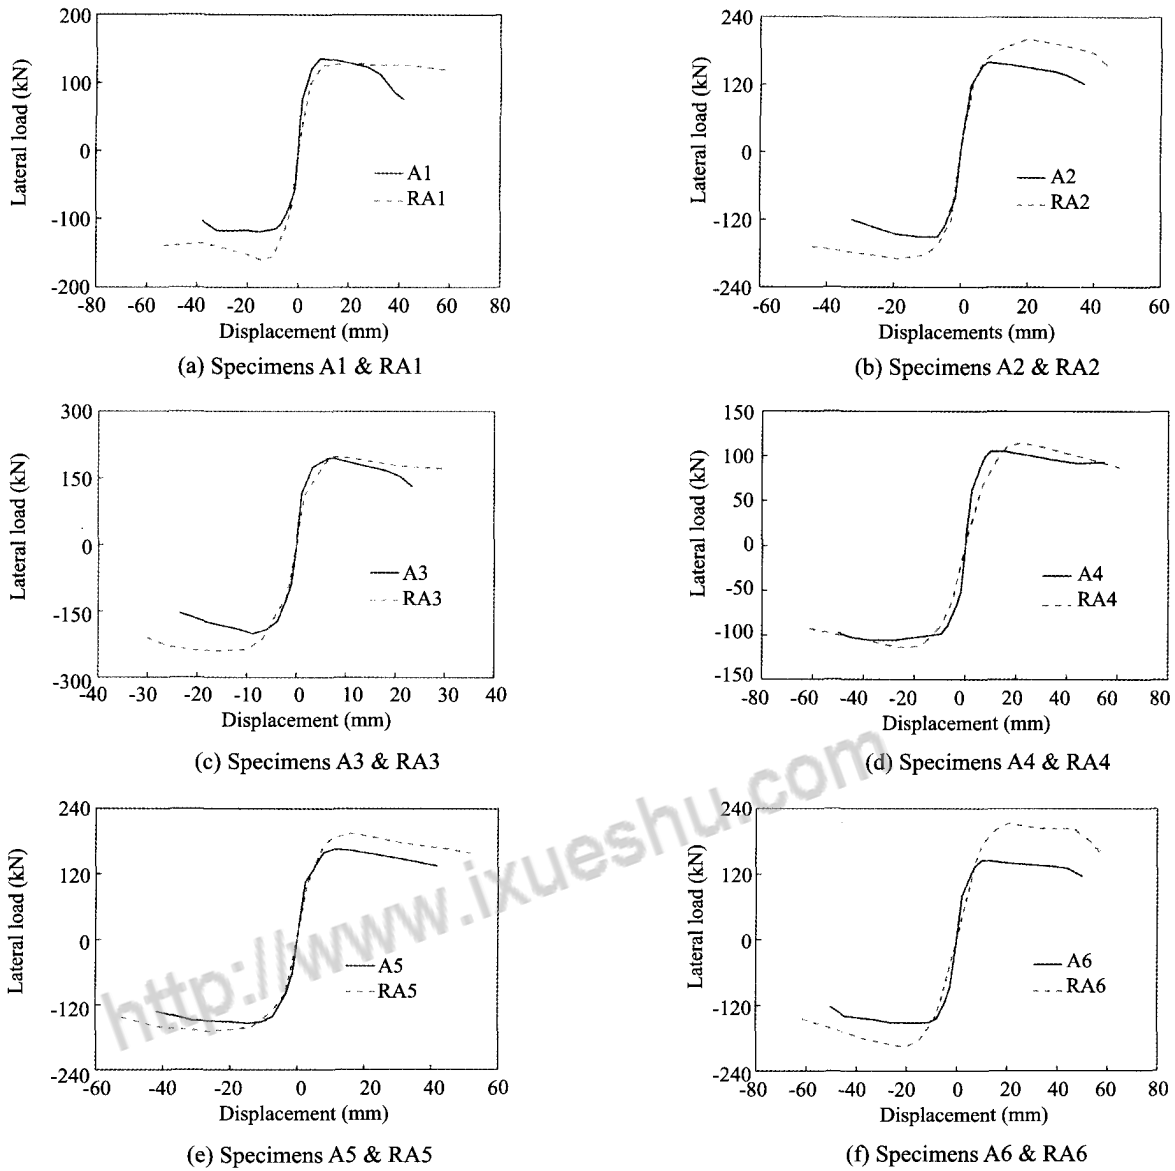 200
100
0
-100
-200
Lateral load (kN)
A1
RA1
-80 -60 -40 -20 0 20 40 60 80
Displacement (mm)
(a) Specimens A1 & RA1
240
120
0
-120
-240
Lateral load (kN)
A2
RA2
-60 -40 -20 0 20 40 60
Displacements (mm)
(b) Specimens A2 & RA2
300
150
0
-150
-300
Lateral load (kN)
A3
RA3
-40 -30 -20 -10 0 10 20 30 40
Displacement (mm)
(c) Specimens A3 & RA3
150
100
50
0
-50
-100
-150
Lateral load (kN)
A4
RA4
-80 -60 -40 -20 0 20 40 60 80
Displacement (mm)
(d) Specimens A4 & RA4
240
120
0
-120
-240
Lateral load (kN)
A5
RA5
-60 -40 -20 0 20 40 60
Displacement (mm)
(e) Specimens A5 & RA5
240
120
0
-120
-240
Lateral load (kN)
A6
RA6
-80 -60 -40 -20 0 20 40 60 80
Displacement (mm)
(f) Specimens A6 & RA6
http://www.ixueshu.com